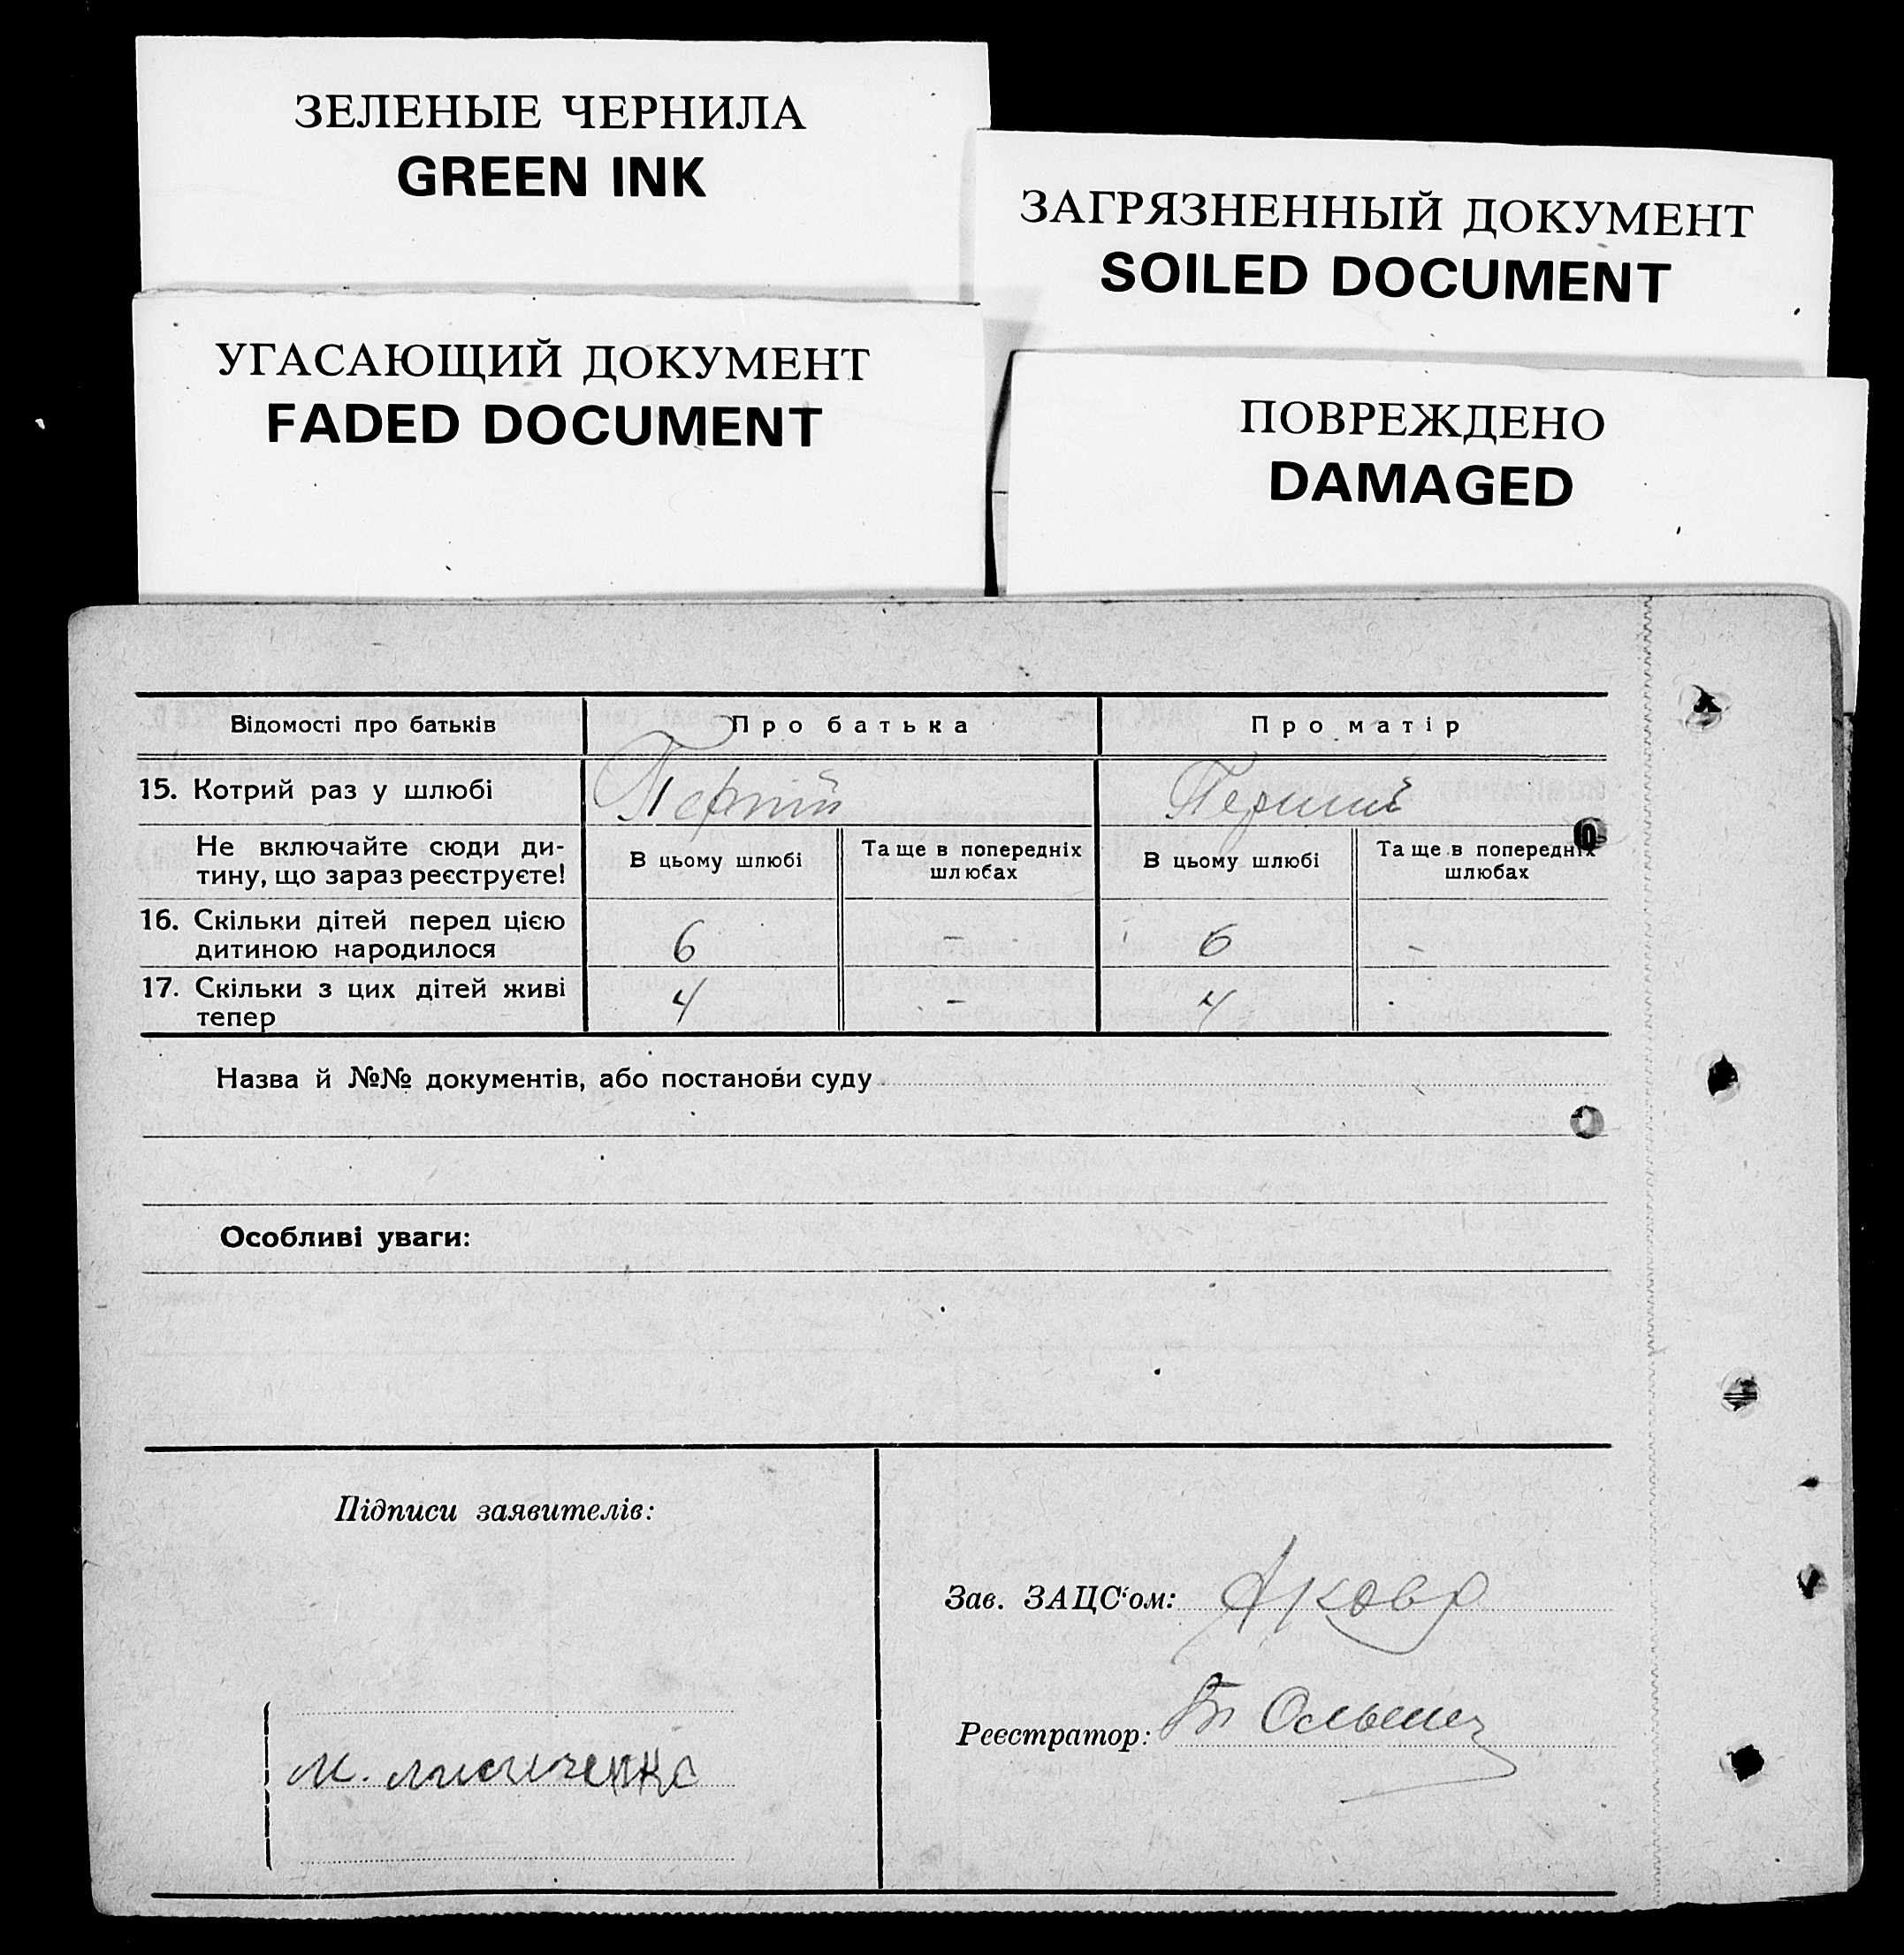 ЗЕЛЕНЫЕ ЧЕРНИЛА
GREEN INK
ЗАГРЯЗНЕННЫЙ ДОКУМЕНТ
SOILED DOCUMENT
УГАСАЮЩИЙ ДОКУМЕНТ
FADED DOCUMENT
ПОВРЕЖДЕНО
DAMAGED
Відомості про батьків Про батька Про матір
15. Котрий раз у шлюбі Перший
Не включайте сюди ди-
тину, що зараз реєструєте!
В цьому шлюбі
Та ще в попередніх
шлюбах
В цьому шлюбі
Та ще в попередніх
шлюбах
16. Скільки дітей перед цією
дитиною народилося
6 - 6 -
17. Скільки з цих дітей живі
тепер
4 - 4
Назва й №№ документів, або постанови суду
Особливі уваги:
Підписи заявителів:
Зав. ЗАЦС‘ом:
Реєстратор:
М.